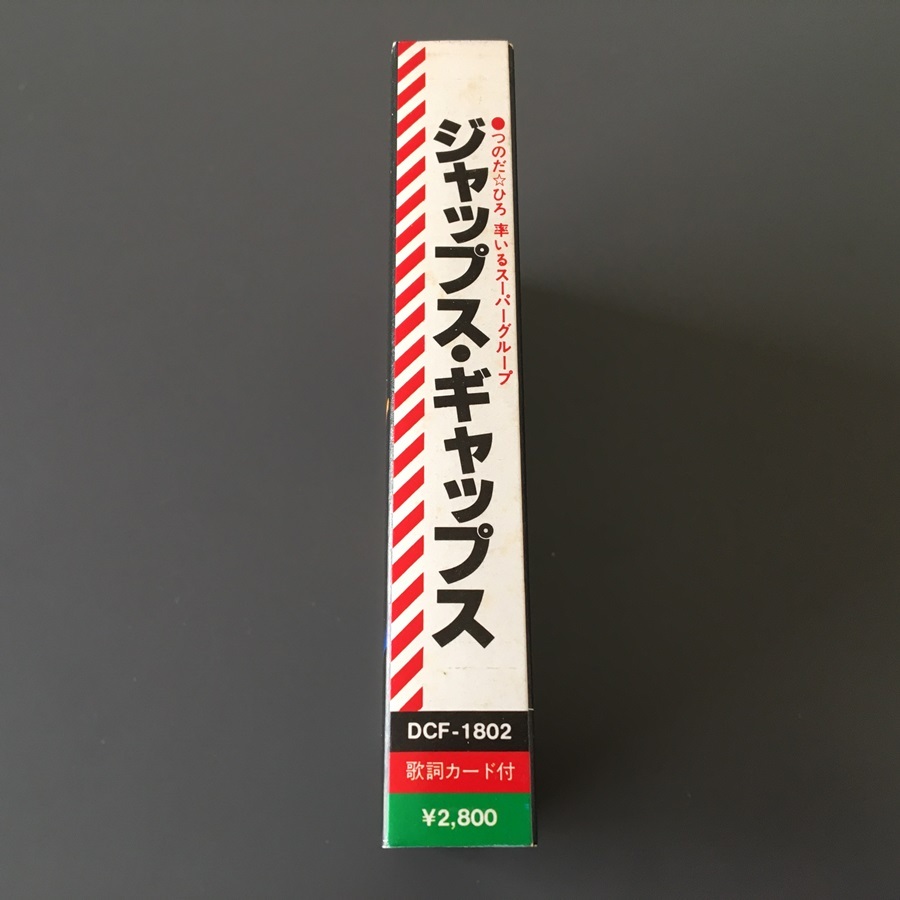 ●つのだ☆ひろ 率いるスーパーグループ
ジャップス・ギャップス
DCF-1802
歌詞カード付
¥2,800